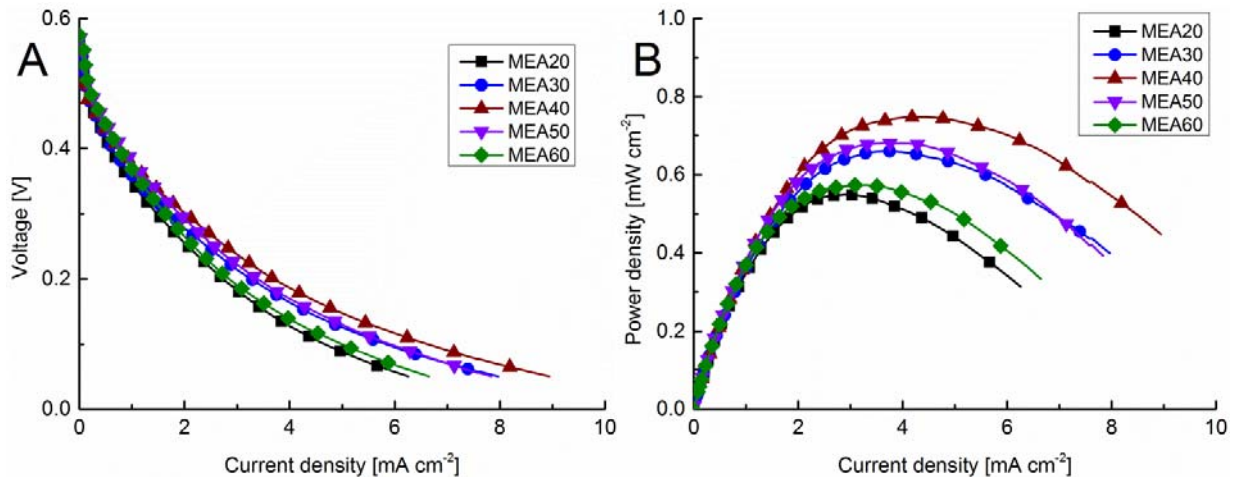 A
Voltage [V]
0.6
0.4
0.2
0.0
0
2
4
6
8
10
Current density [mA cm-2]
MEA20
MEA30
MEA40
MEA50
MEA60
B
Power density [mW cm-2]
1.0
0.8
0.6
0.4
0.2
0.0
0
2
4
6
8
10
Current density [mA cm-2]
MEA20
MEA30
MEA40
MEA50
MEA60